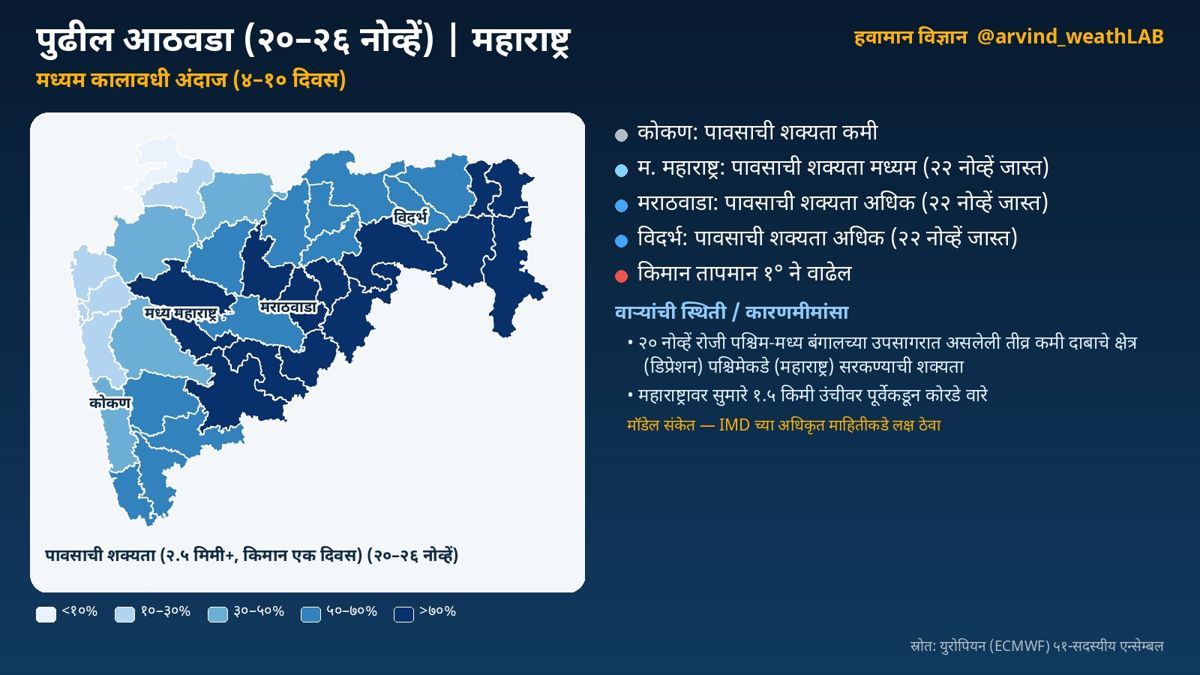 पुढील आठवडा (२०–२६ नोव्हें) | महाराष्ट्र
हवामान विज्ञान @arvind_weathLAB
मध्यम कालावधी अंदाज (४–१० दिवस)
विदर्भ
मध्य महाराष्ट्र
मराठवाडा
कोकण
पावसाची शक्यता (२.५ मिमी+, किमान एक दिवस) (२०–२६ नोव्हें)
<१०% १०–३०% ३०–५०% ५०–७०% >७०%
कोकण: पावसाची शक्यता कमी
म. महाराष्ट्र: पावसाची शक्यता मध्यम (२२ नोव्हें जास्त)
मराठवाडा: पावसाची शक्यता अधिक (२२ नोव्हें जास्त)
विदर्भ: पावसाची शक्यता अधिक (२२ नोव्हें जास्त)
किमान तापमान १° ने वाढेल
वाऱ्यांची स्थिती / कारणमीमांसा
• २० नोव्हें रोजी पश्चिम-मध्य बंगालच्या उपसागरात असलेली तीव्र कमी दाबाचे क्षेत्र
(डिप्रेशन) पश्चिमेकडे (महाराष्ट्र) सरकण्याची शक्यता
• महाराष्ट्रावर सुमारे १.५ किमी उंचीवर पूर्वेकडून कोरडे वारे
मॉडेल संकेत — IMD च्या अधिकृत माहितीकडे लक्ष ठेवा
स्रोत: युरोपियन (ECMWF) ५१-सदस्यीय एन्सेम्बल